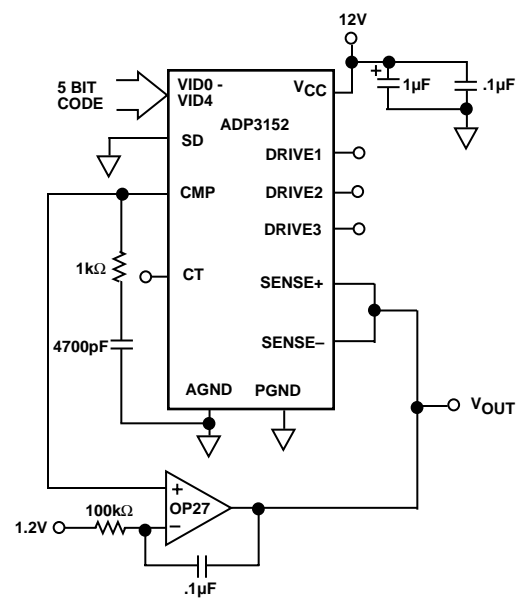 12V
5 BIT
CODE
VID0 -
VID4
VCC
+
1µF
.1µF
ADP3152
SD
DRIVE1
CMP
DRIVE2
DRIVE3
1kΩ
CT
SENSE+
4700pF
SENSE–
AGND
PGND
VOUT
+
100kΩ
OP27
1.2V
–
.1µF